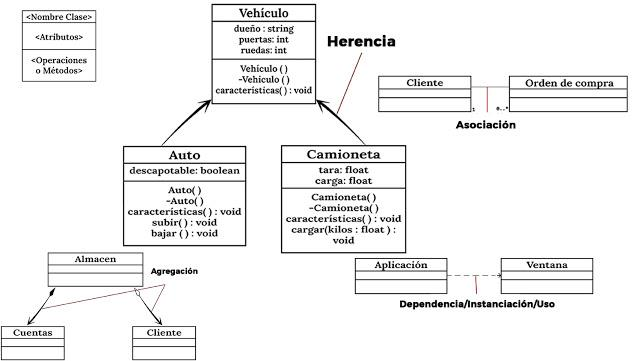 <Nombre Clase>
<Atributos>
<Operaciones
o Métodos>
Vehículo
dueño : string
puertas: int
ruedas: int
Vehículo ( )
-Vehículo ( )
características( ) : void
Herencia
Cliente
Orden de compra
1
0..*
Asociación
Auto
descapotable: boolean
Auto( )
-Auto( )
características( ) : void
subir( ) : void
bajar ( ) : void
Camioneta
tara: float
carga: float
Camioneta( )
-Camioneta( )
características( ) : void
cargar(kilos : float ) :
void
Almacen
Agregación
Cuentas
Cliente
Aplicación
Ventana
Dependencia/Instanciación/Uso